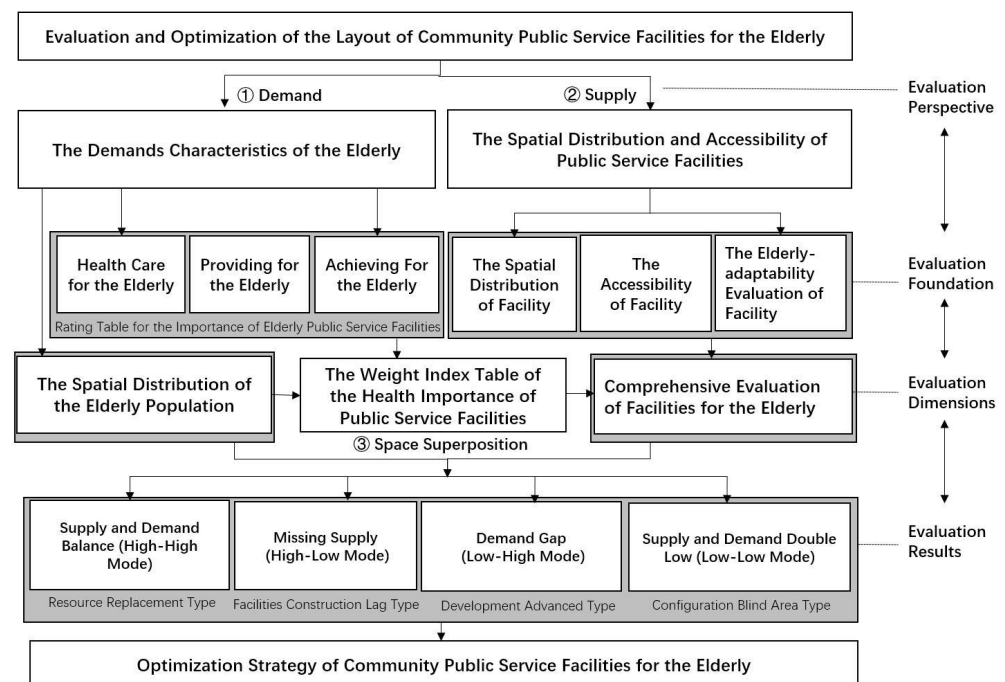 Evaluation and Optimization of the Layout of Community Public Service Facilities for the Elderly
① Demand
② Supply
Evaluation
Perspective
The Demands Characteristics of the Elderly
The Spatial Distribution and Accessibility of
Public Service Facilities
Health Care
for the Elderly
Providing for
the Elderly
Achieving For
the Elderly
Rating Table for the Importance of Elderly Public Service Facilities
The Spatial
Distribution
of Facility
The
Accessibility
of Facility
The Elderly-
adaptability
Evaluation of
Facility
Evaluation
Foundation
The Spatial Distribution of
the Elderly Population
The Weight Index Table of
the Health Importance of
Public Service Facilities
Comprehensive Evaluation
of Facilities for the Elderly
Evaluation
Dimensions
③ Space Superposition
Supply and Demand
Balance (High-High
Mode)
Missing Supply
(High-Low Mode)
Demand Gap
(Low-High Mode)
Supply and Demand Double
Low (Low-Low Mode)
Evaluation
Results
Resource Replacement Type
Facilities Construction Lag Type
Development Advanced Type
Configuration Blind Area Type
Optimization Strategy of Community Public Service Facilities for the Elderly